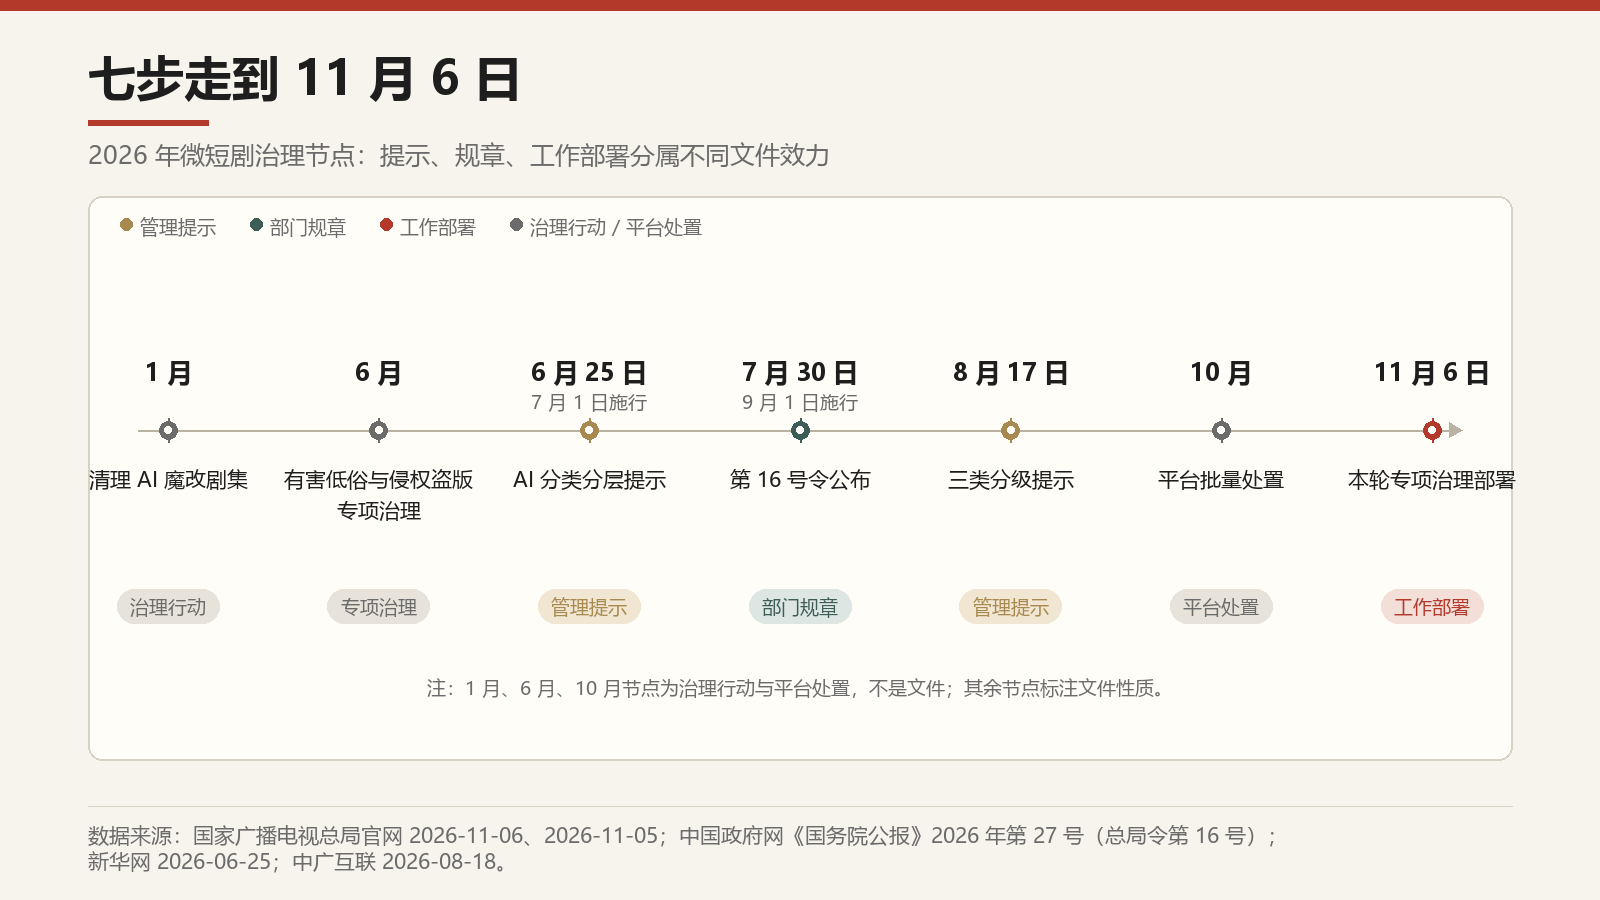 七步走到 11 月 6 日
2026 年微短剧治理节点：提示、规章、工作部署分属不同文件效力
管理提示 部门规章 工作部署 治理行动 / 平台处置
1 月 6 月 6 月 25 日 7 月 30 日 8 月 17 日 10 月 11 月 6 日
7 月 1 日施行 9 月 1 日施行
清理 AI 魔改剧集 有害低俗与侵权盗版 AI 分类分层提示 第 16 号令公布 三类分级提示 平台批量处置 本轮专项治理部署
专项治理
治理行动 专项治理 管理提示 部门规章 管理提示 平台处置 工作部署
注：1 月、6 月、10 月节点为治理行动与平台处置，不是文件；其余节点标注文件性质。
数据来源：国家广播电视总局官网 2026-11-06、2026-11-05；中国政府网《国务院公报》2026 年第 27 号（总局令第 16 号）；
新华网 2026-06-25；中广互联 2026-08-18。